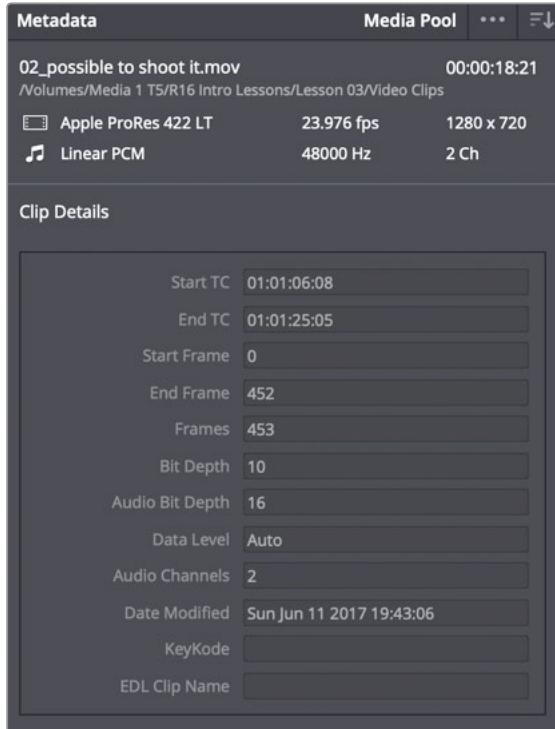 Metadata Media Pool •••
02_possible to shoot it.mov 00:00:18:21
/Volumes/Media 1 T5/R16 Intro Lessons/Lesson 03/Video Clips
Apple ProRes 422 LT 23.976 fps 1280 x 720
Linear PCM 48000 Hz 2 Ch
Clip Details
Start TC 01:01:06:08
End TC 01:01:25:05
Start Frame 0
End Frame 452
Frames 453
Bit Depth 10
Audio Bit Depth 16
Data Level Auto
Audio Channels 2
Date Modified Sun Jun 11 2017 19:43:06
KeyKode
EDL Clip Name